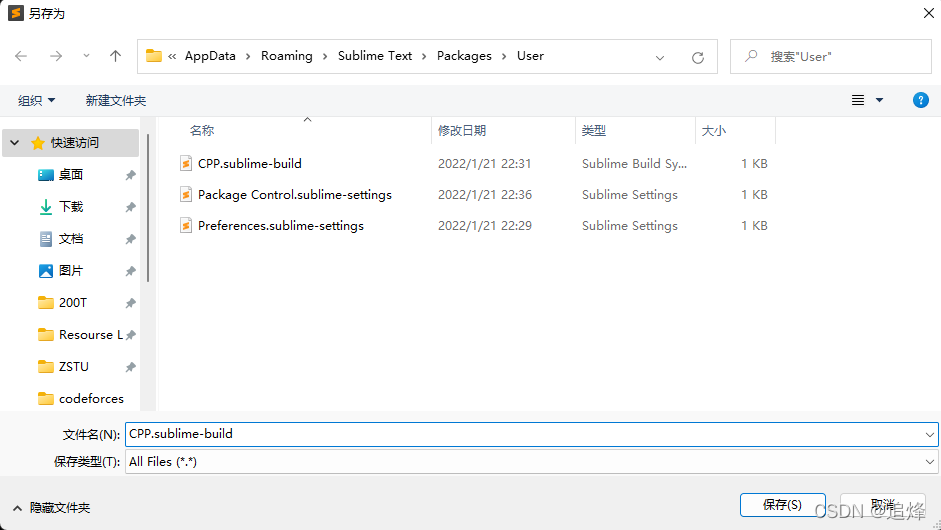 另存为
« AppData › Roaming › Sublime Text › Packages › User
搜索"User"
组织 新建文件夹
名称 修改日期 类型 大小
快速访问
桌面
下载
文档
图片
200T
Resourse L
ZSTU
codeforces
CPP.sublime-build 2022/1/21 22:31 Sublime Build Sy... 1 KB
Package Control.sublime-settings 2022/1/21 22:36 Sublime Settings 1 KB
Preferences.sublime-settings 2022/1/21 22:29 Sublime Settings 1 KB
文件名(N): CPP.sublime-build
保存类型(T): All Files (*.*)
隐藏文件夹 保存(S) 取消
CSDN @追烽